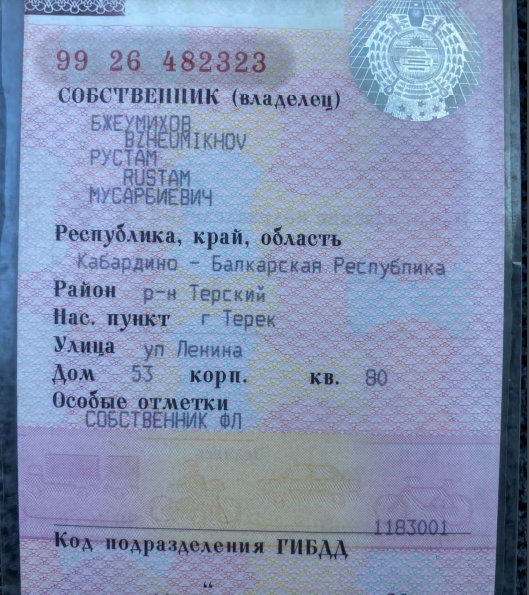 99 26 482323
СОБСТВЕННИК (владелец)
БЖЕУМИХОВ
BZHEUMIKHOV
РУСТАМ
RUSTAM
МУСАРБИЕВИЧ
Республика, край, область
Кабардино - Балкарская Республика
Район р-н Терский
Нас. пункт г Терек
Улица ул Ленина
Дом 53 корп. кв. 80
Особые отметки
СОБСТВЕННИК ФЛ
1183001
Код подразделения ГИБДД